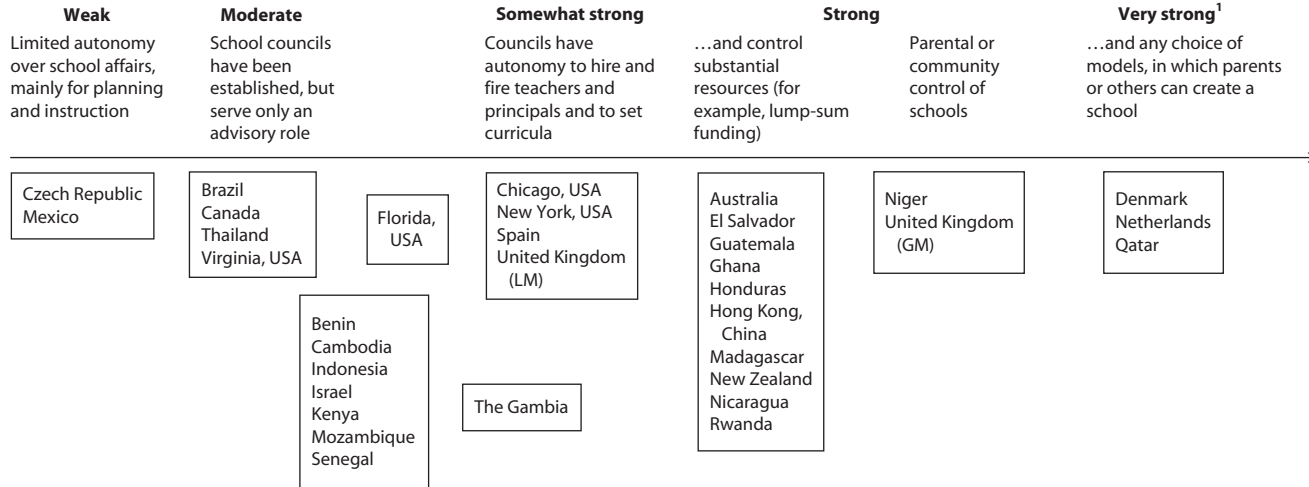 Weak
Limited autonomy
over school affairs,
mainly for planning
and instruction
Moderate
School councils
have been
established, but
serve only an
advisory role
Somewhat strong
Councils have
autonomy to hire and
fire teachers and
principals and to set
curricula
Strong
…and control
substantial
resources (for
example, lump-sum
funding)
Parental or
community
control of
schools
Very strong¹
…and any choice of
models, in which parents
or others can create a
school
Czech Republic
Mexico
Brazil
Canada
Thailand
Virginia, USA
Benin
Cambodia
Indonesia
Israel
Kenya
Mozambique
Senegal
Florida,
USA
Chicago, USA
New York, USA
Spain
United Kingdom
(LM)
The Gambia
Australia
El Salvador
Guatemala
Ghana
Honduras
Hong Kong,
China
Madagascar
New Zealand
Nicaragua
Rwanda
Niger
United Kingdom
(GM)
Denmark
Netherlands
Qatar